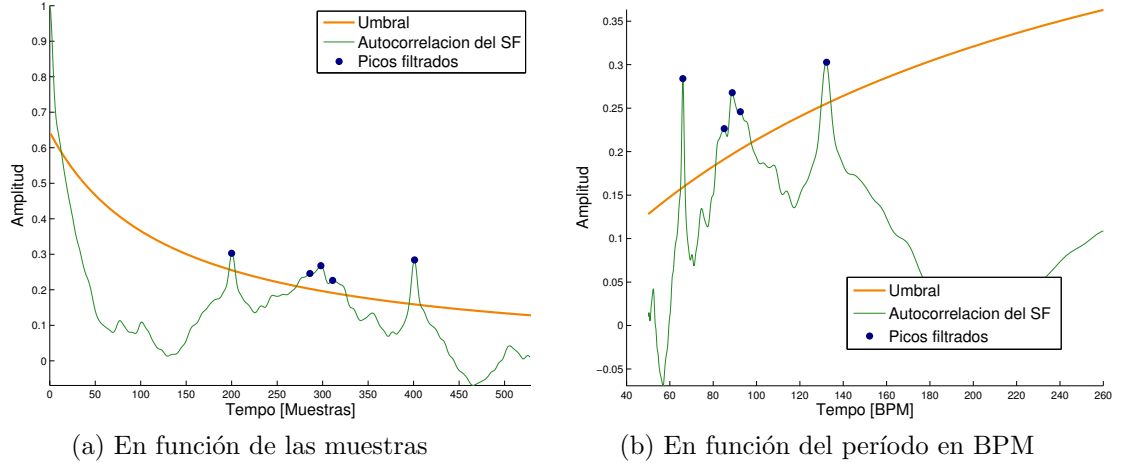 1
0.9
0.8
0.7
0.6
0.5
0.4
0.3
0.2
0.1
0
Amplitud
0 50 100 150 200 250 300 350 400 450 500
Tempo [Muestras]
Umbral
Autocorrelacion del SF
Picos filtrados
(a) En función de las muestras
0.35
0.3
0.25
0.2
0.15
0.1
0.05
0
−0.05
Amplitud
40 60 80 100 120 140 160 180 200 220 240 260
Tempo [BPM]
Umbral
Autocorrelacion del SF
Picos filtrados
(b) En función del período en BPM